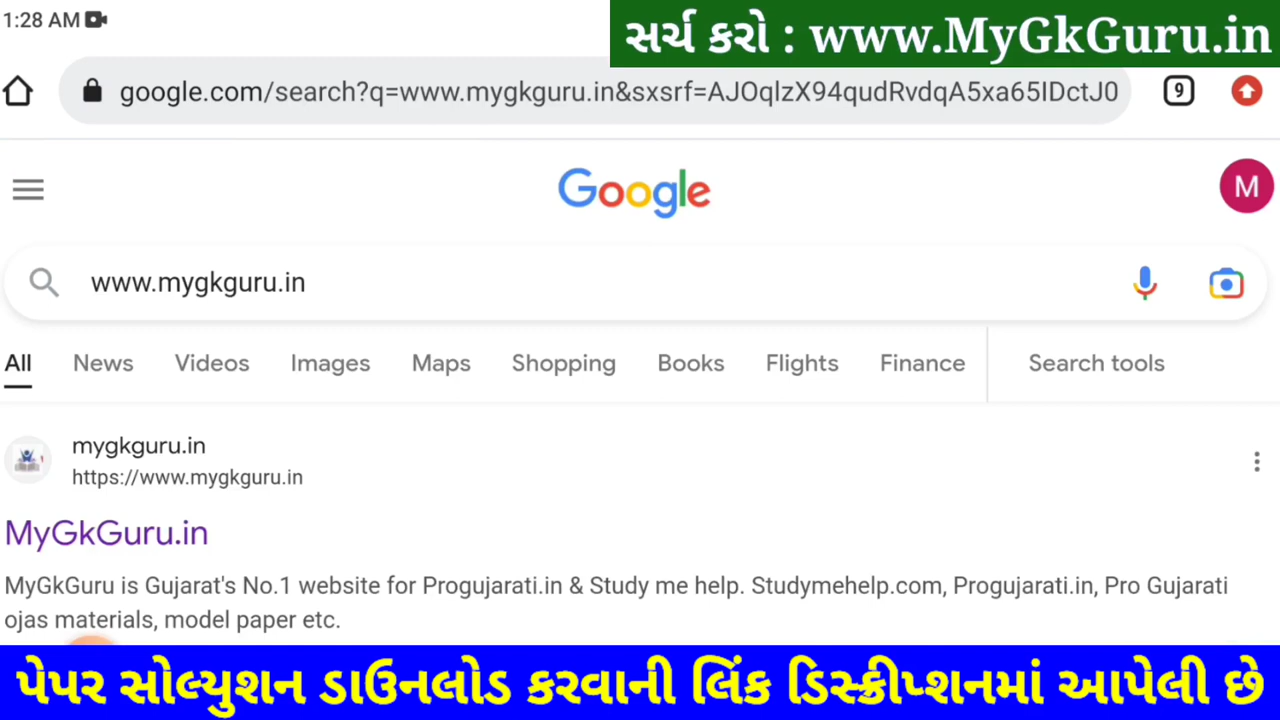 1:28 AM
સર્ચ કરો : www.MyGkGuru.in
google.com/search?q=www.mygkguru.in&sxsrf=AJOqlzX94qudRvdqA5xa65IDctJ0
9
Google
M
www.mygkguru.in
All News Videos Images Maps Shopping Books Flights Finance Search tools
mygkguru.in
https://www.mygkguru.in
MyGkGuru.in
MyGkGuru is Gujarat's No.1 website for Progujarati.in & Study me help. Studymehelp.com, Progujarati.in, Pro Gujarati
ojas materials, model paper etc.
પેપર સોલ્યુશન ડાઉનલોડ કરવાની લિંક ડિસ્ક્રીપ્શનમાં આપેલી છે